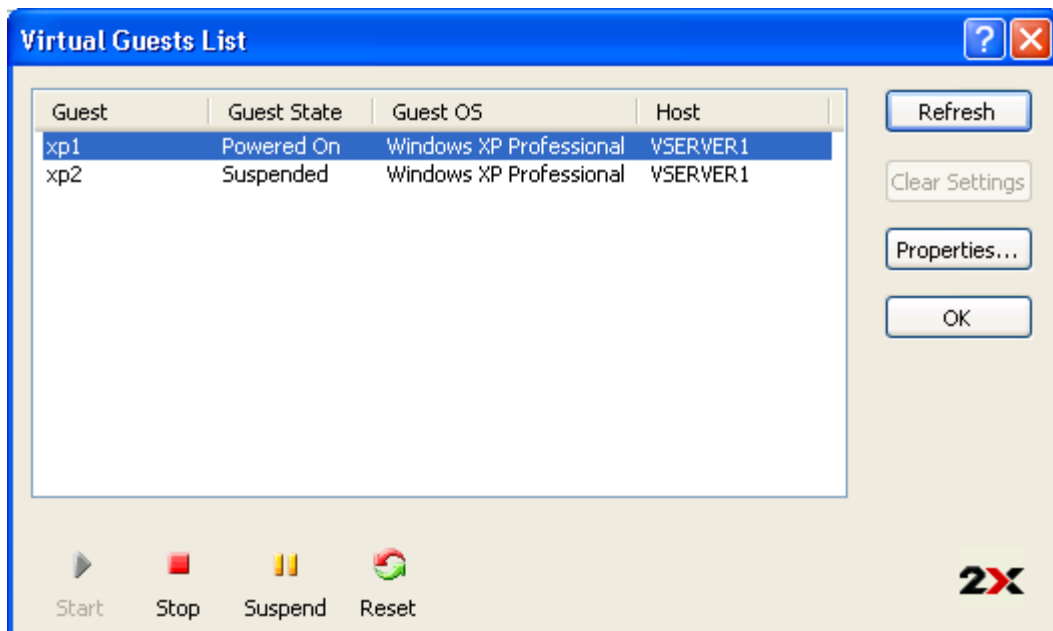 Virtual Guests List
Guest Guest State Guest OS Host
xp1 Powered On Windows XP Professional VSERVER1
xp2 Suspended Windows XP Professional VSERVER1
Refresh
Clear Settings
Properties...
OK
Start Stop Suspend Reset
2X